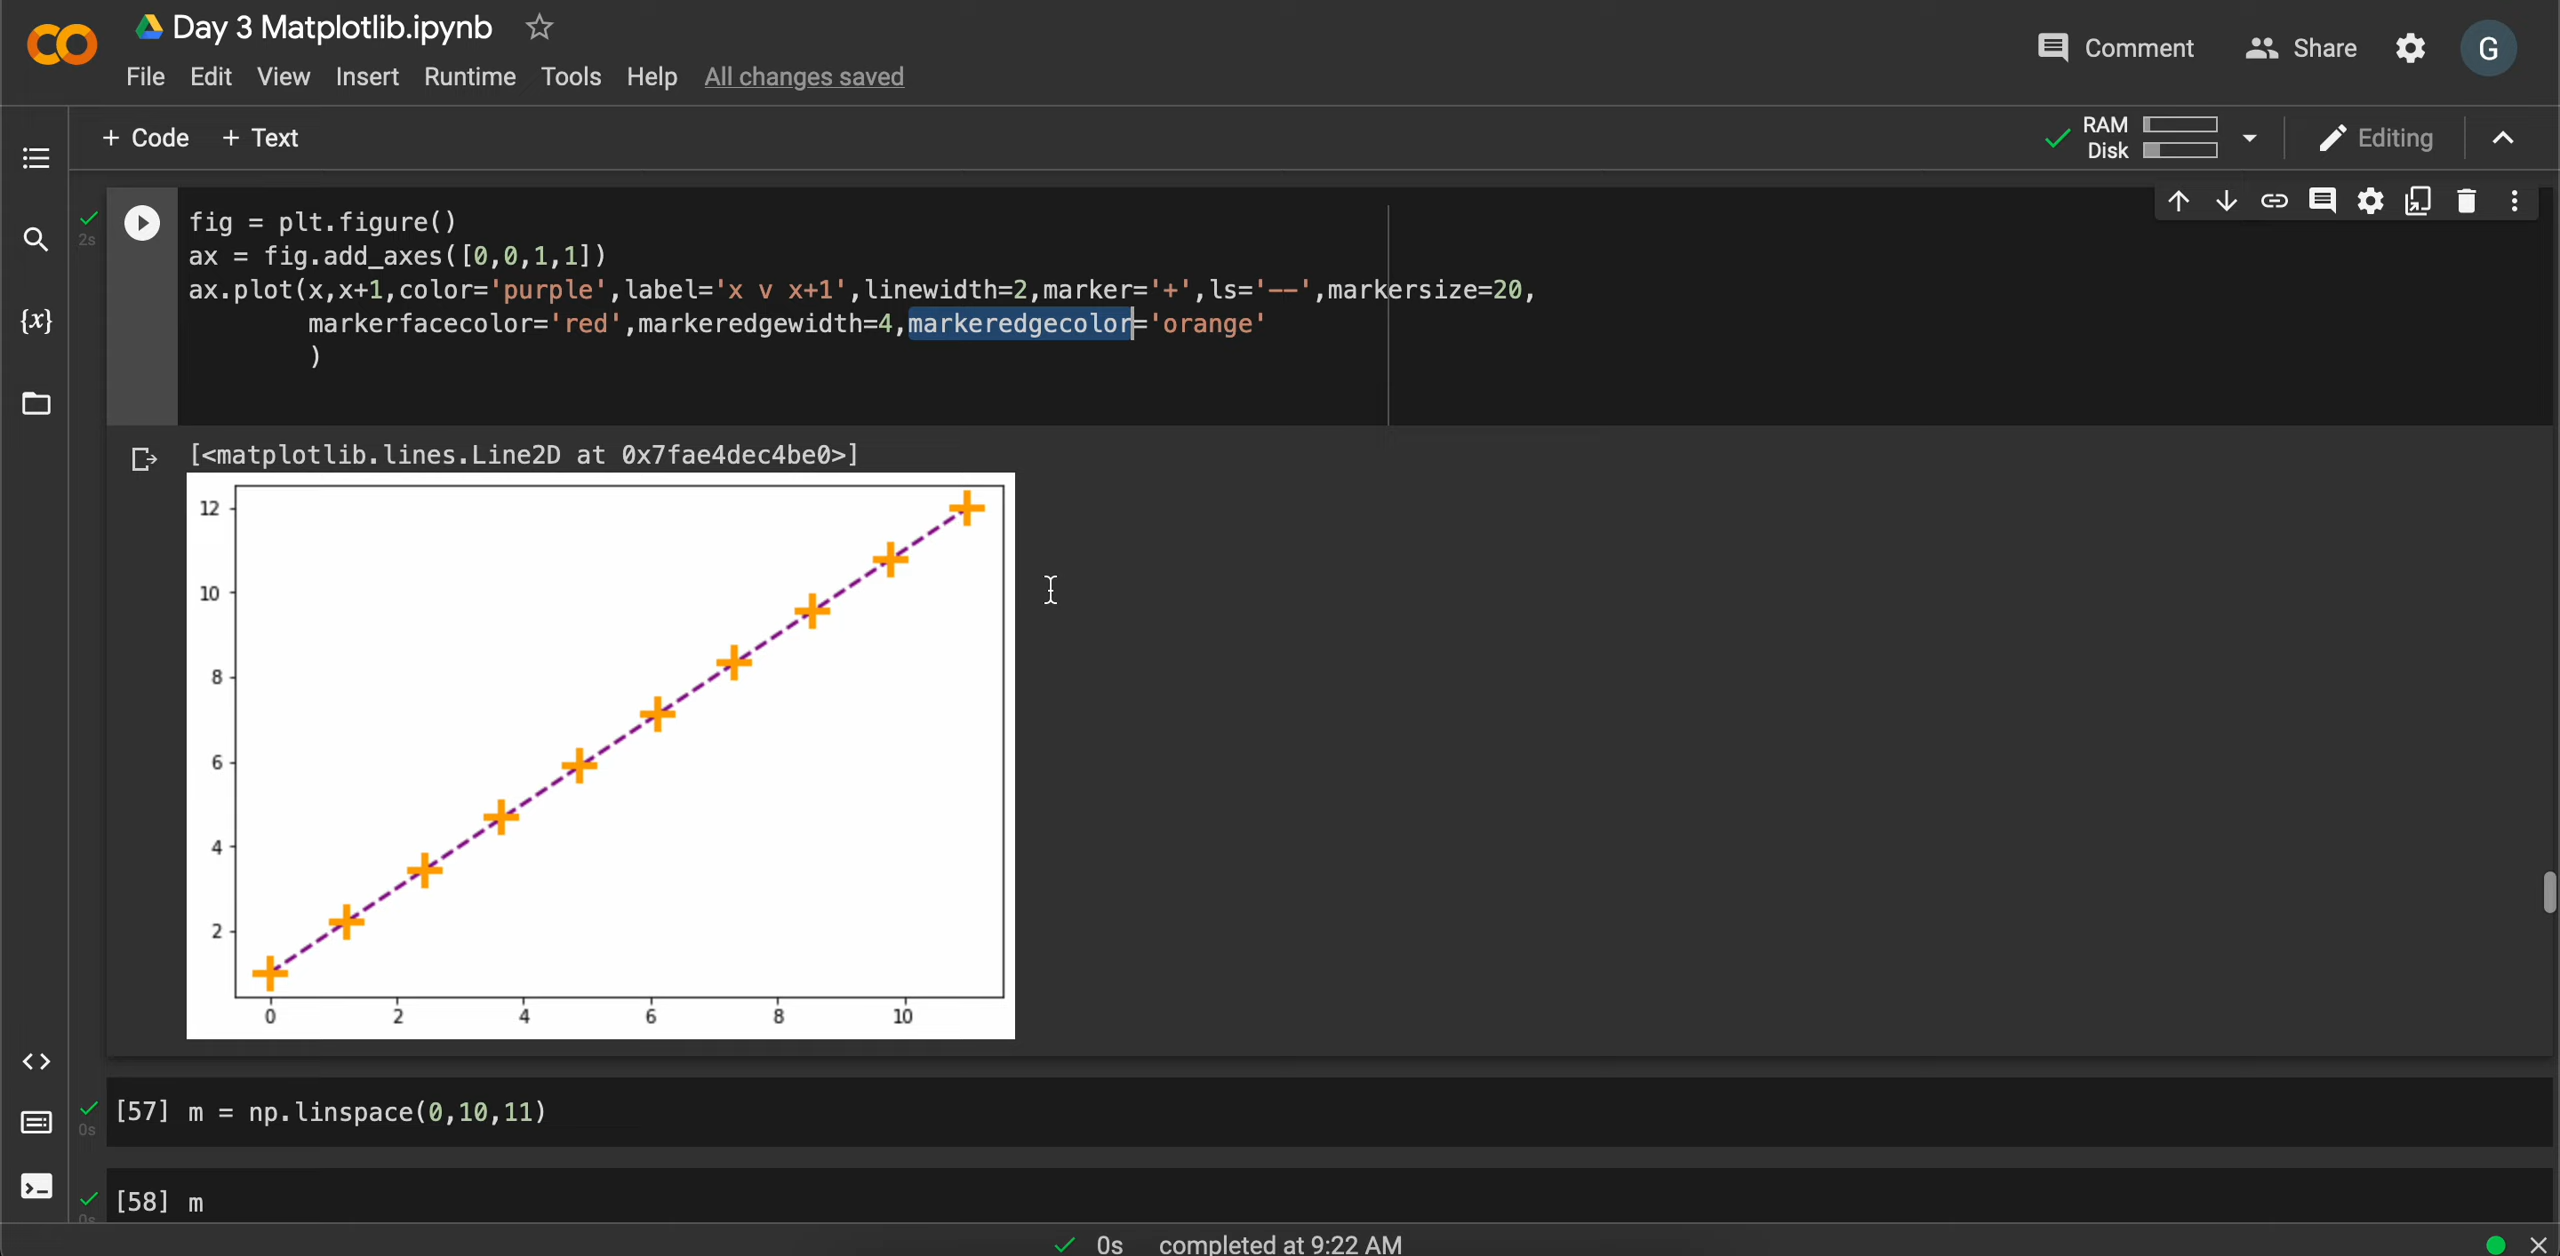 Day 3 Matplotlib.ipynb
Comment Share G
File Edit View Insert Runtime Tools Help All changes saved
+ Code + Text
RAM
Disk
Editing
2s
fig = plt.figure()
ax = fig.add_axes([0,0,1,1])
ax.plot(x,x+1,color='purple',label='x v x+1',linewidth=2,marker='+',ls='--',markersize=20,
markerfacecolor='red',markeredgewidth=4,markeredgecolor='orange'
)
{x}
[<matplotlib.lines.Line2D at 0x7fae4dec4be0>]
12
10
8
6
4
2
0 2 4 6 8 10
[57] m = np.linspace(0,10,11)
0s
[58] m
0s
0s completed at 9:22 AM